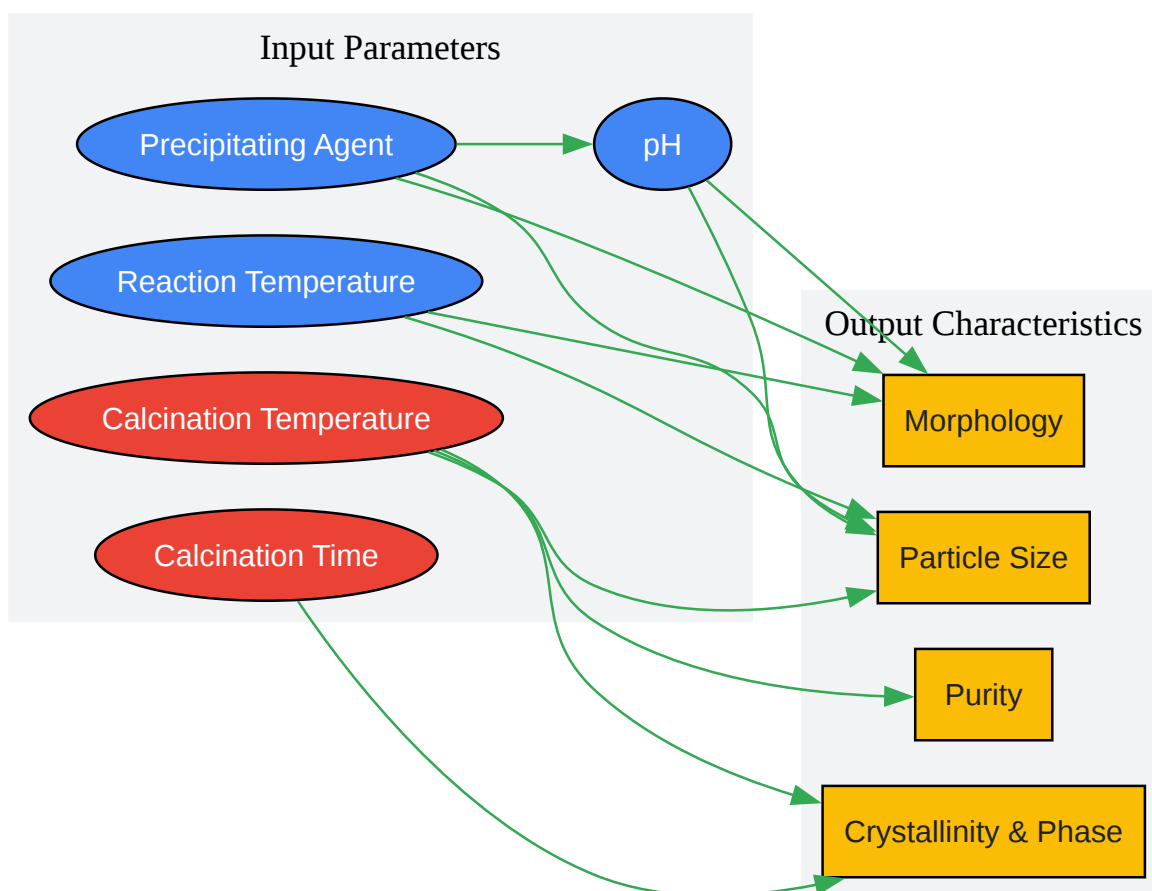 Input Parameters
Precipitating Agent
pH
Reaction Temperature
Calcination Temperature
Calcination Time
Output Characteristics
Morphology
Particle Size
Purity
Crystallinity & Phase